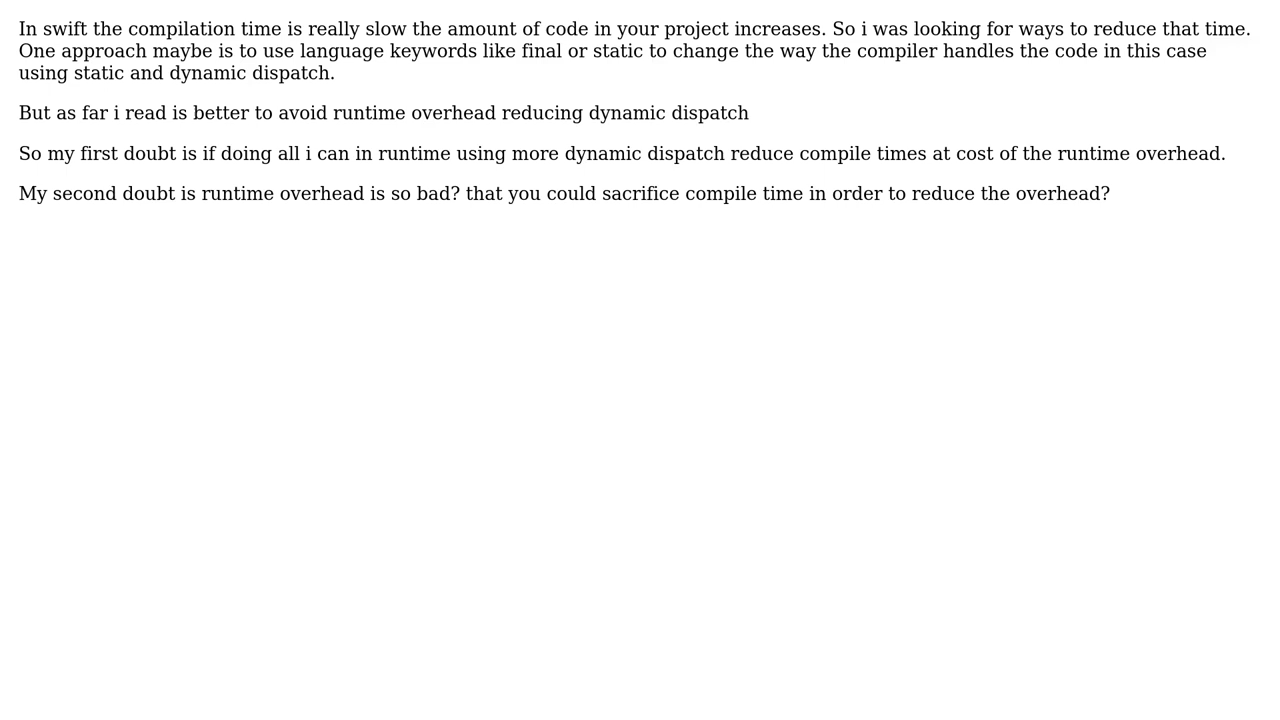 In swift the compilation time is really slow the amount of code in your project increases. So i was looking for ways to reduce that time.
One approach maybe is to use language keywords like final or static to change the way the compiler handles the code in this case
using static and dynamic dispatch.
But as far i read is better to avoid runtime overhead reducing dynamic dispatch
So my first doubt is if doing all i can in runtime using more dynamic dispatch reduce compile times at cost of the runtime overhead.
My second doubt is runtime overhead is so bad? that you could sacrifice compile time in order to reduce the overhead?